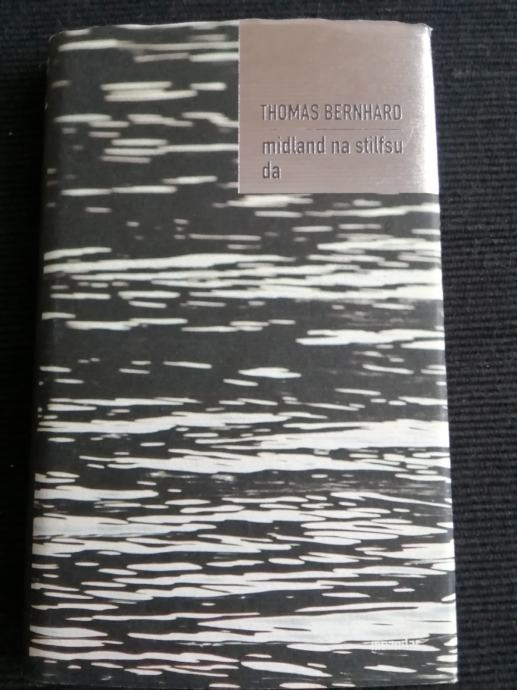 THOMAS BERNHARD
midland na stilfsu
da